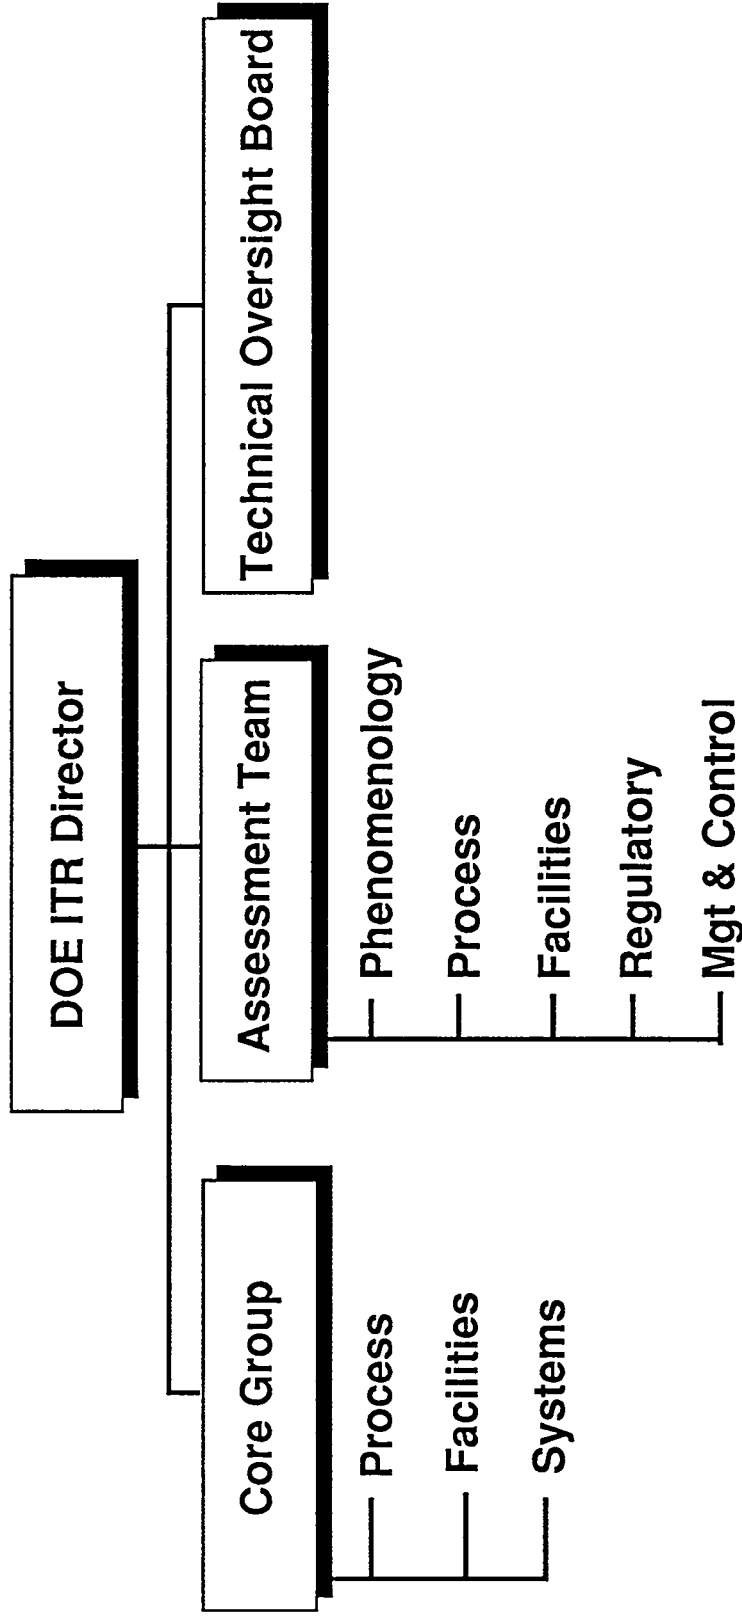 DOE ITR Director
Core Group
Process
Facilities
Systems
Assessment Team
Phenomenology
Process
Facilities
Regulatory
Mgt & Control
Technical Oversight Board